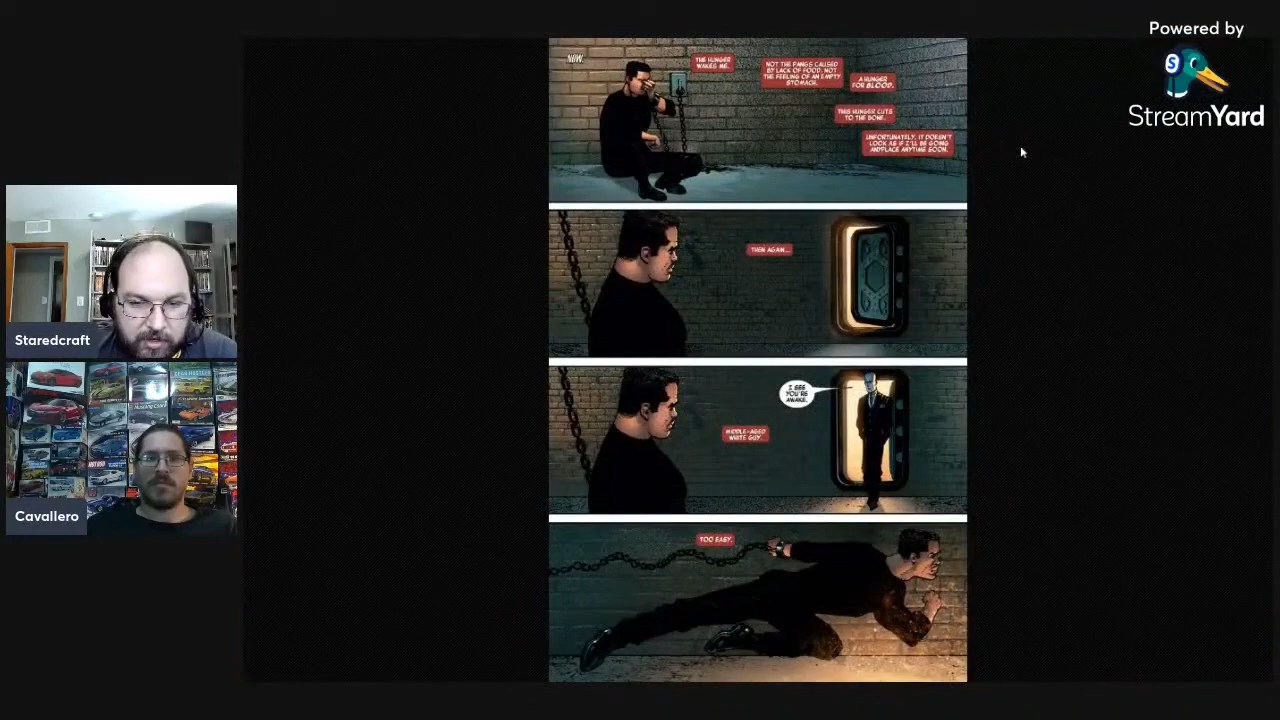 Powered by
StreamYard
NOW.
THE HUNGER
WAKES ME.
NOT THE PANGS CAUSED
BY LACK OF FOOD. NOT
THE FEELING OF AN EMPTY
STOMACH.
A HUNGER
FOR BLOOD.
THIS HUNGER CUTS
TO THE BONE.
UNFORTUNATELY, IT DOESN'T
LOOK AS IF I'LL BE GOING
ANYPLACE ANYTIME SOON.
THEN AGAIN...
I SEE
YOU'RE
AWAKE.
MIDDLE-AGED
WHITE GUY.
TOO EASY.
Staredcraft
Cavallero